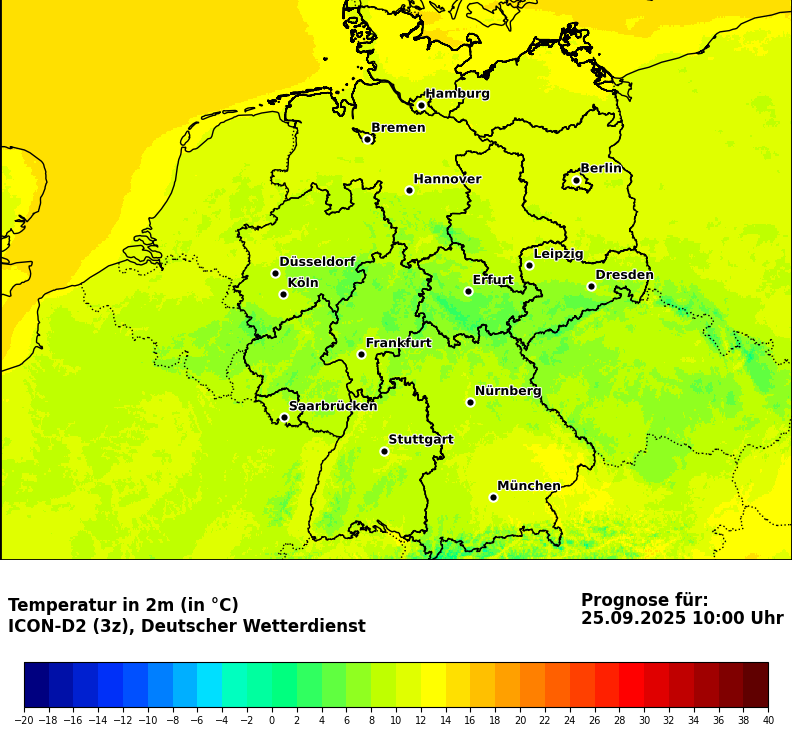 Hamburg
Bremen
Berlin
Hannover
Düsseldorf
Leipzig
Köln
Erfurt
Dresden
Frankfurt
Nürnberg
Saarbrücken
Stuttgart
München
Temperatur in 2m (in °C)
ICON-D2 (3z), Deutscher Wetterdienst
Prognose für:
25.09.2025 10:00 Uhr
−20 −18 −16 −14 −12 −10 −8 −6 −4 −2 0 2 4 6 8 10 12 14 16 18 20 22 24 26 28 30 32 34 36 38 40